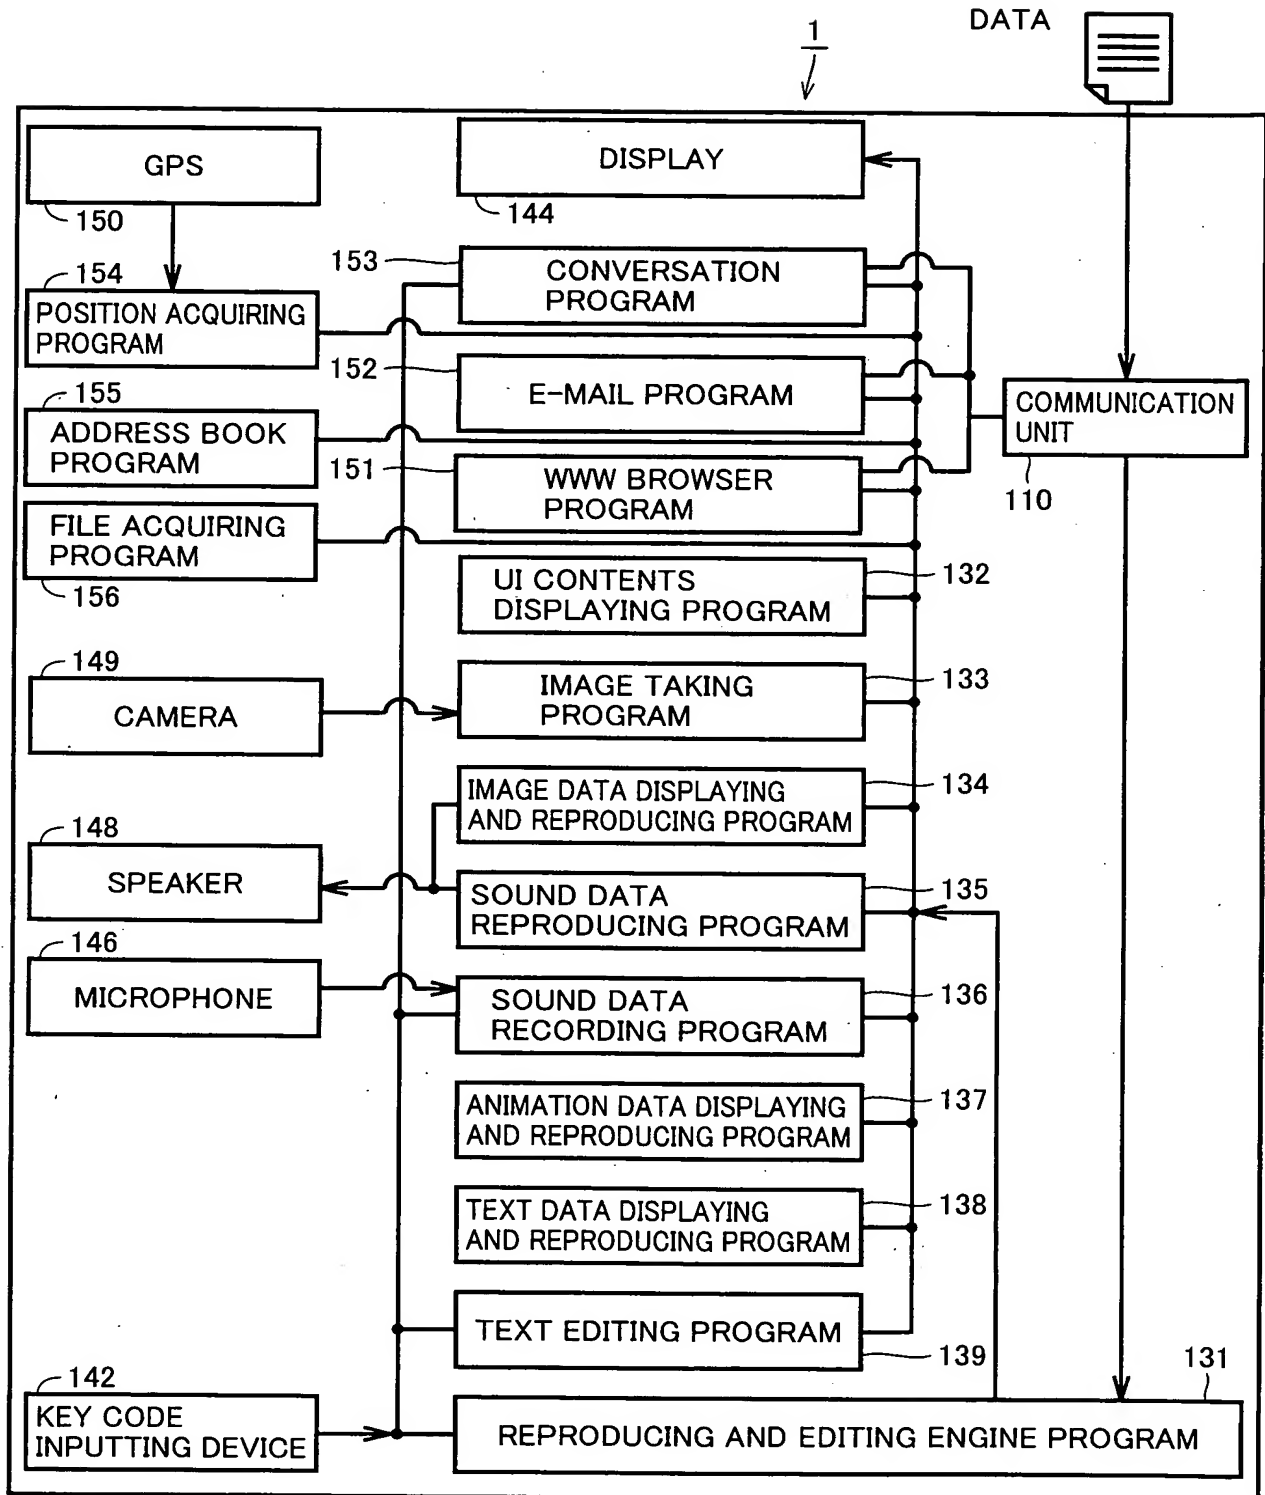 DATA
1
GPS
150
DISPLAY
144
154
POSITION ACQUIRING
PROGRAM
153
CONVERSATION
PROGRAM
152
E-MAIL PROGRAM
COMMUNICATION
UNIT
110
155
ADDRESS BOOK
PROGRAM
151
WWW BROWSER
PROGRAM
FILE ACQUIRING
PROGRAM
156
UI CONTENTS
DISPLAYING PROGRAM
132
149
CAMERA
IMAGE TAKING
PROGRAM
133
IMAGE DATA DISPLAYING
AND REPRODUCING PROGRAM
134
148
SPEAKER
SOUND DATA
REPRODUCING PROGRAM
135
146
MICROPHONE
SOUND DATA
RECORDING PROGRAM
136
ANIMATION DATA DISPLAYING
AND REPRODUCING PROGRAM
137
TEXT DATA DISPLAYING
AND REPRODUCING PROGRAM
138
TEXT EDITING PROGRAM
139
142
KEY CODE
INPUTTING DEVICE
131
REPRODUCING AND EDITING ENGINE PROGRAM